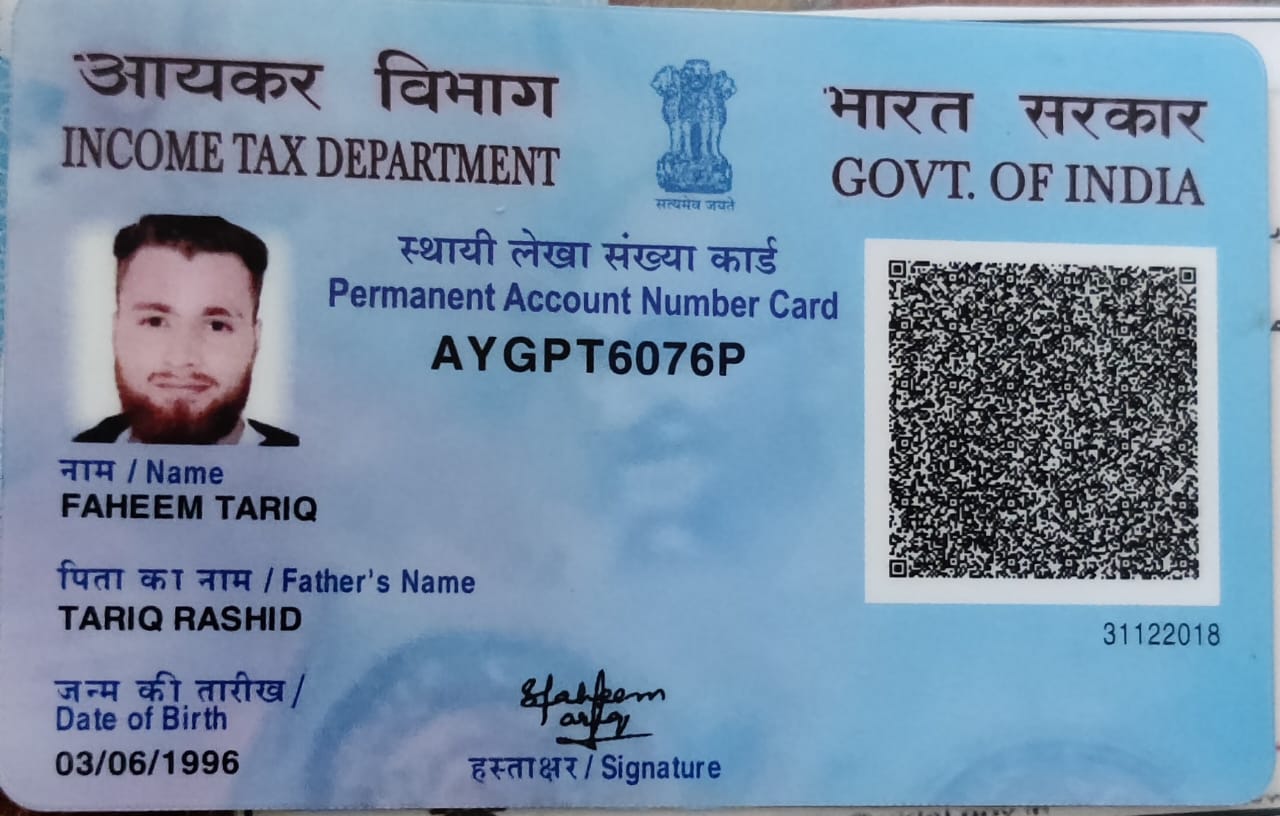 आयकर विभाग
INCOME TAX DEPARTMENT
सत्यमेव जयते
भारत सरकार
GOVT. OF INDIA
स्थायी लेखा संख्या कार्ड
Permanent Account Number Card
AYGPT6076P
नाम / Name
FAHEEM TARIQ
पिता का नाम / Father's Name
TARIQ RASHID
31122018
जन्म की तारीख /
Date of Birth
03/06/1996
Faheem
हस्ताक्षर / Signature